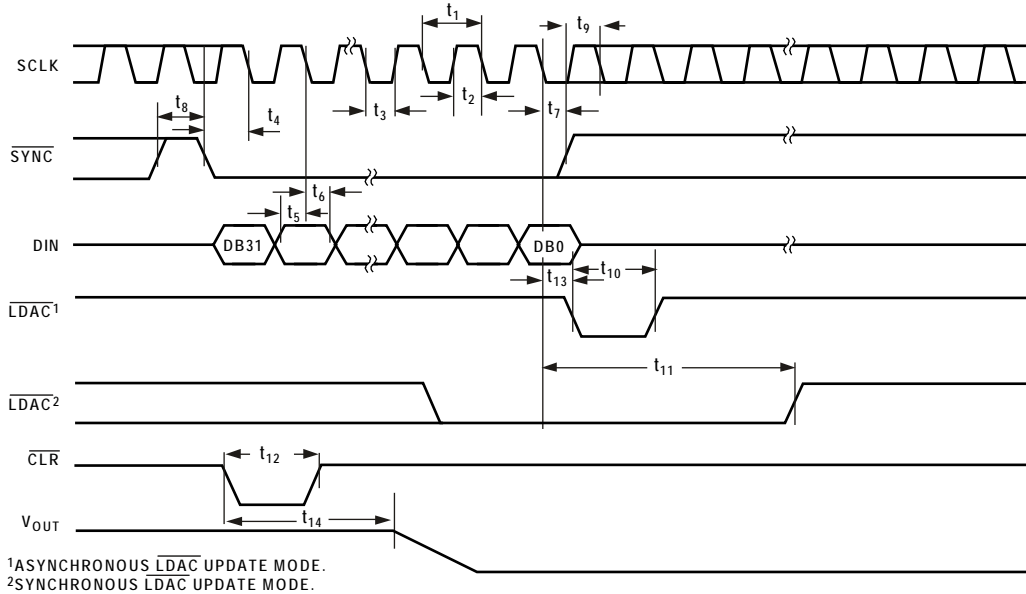 t1
t9
SCLK
t2
t3
t7
t8
t4
SYNC
t6
t5
DIN
DB31
DB0
t13
t10
LDAC1
t11
LDAC2
t12
CLR
t14
VOUT
1ASYNCHRONOUS LDAC UPDATE MODE.
2SYNCHRONOUS LDAC UPDATE MODE.